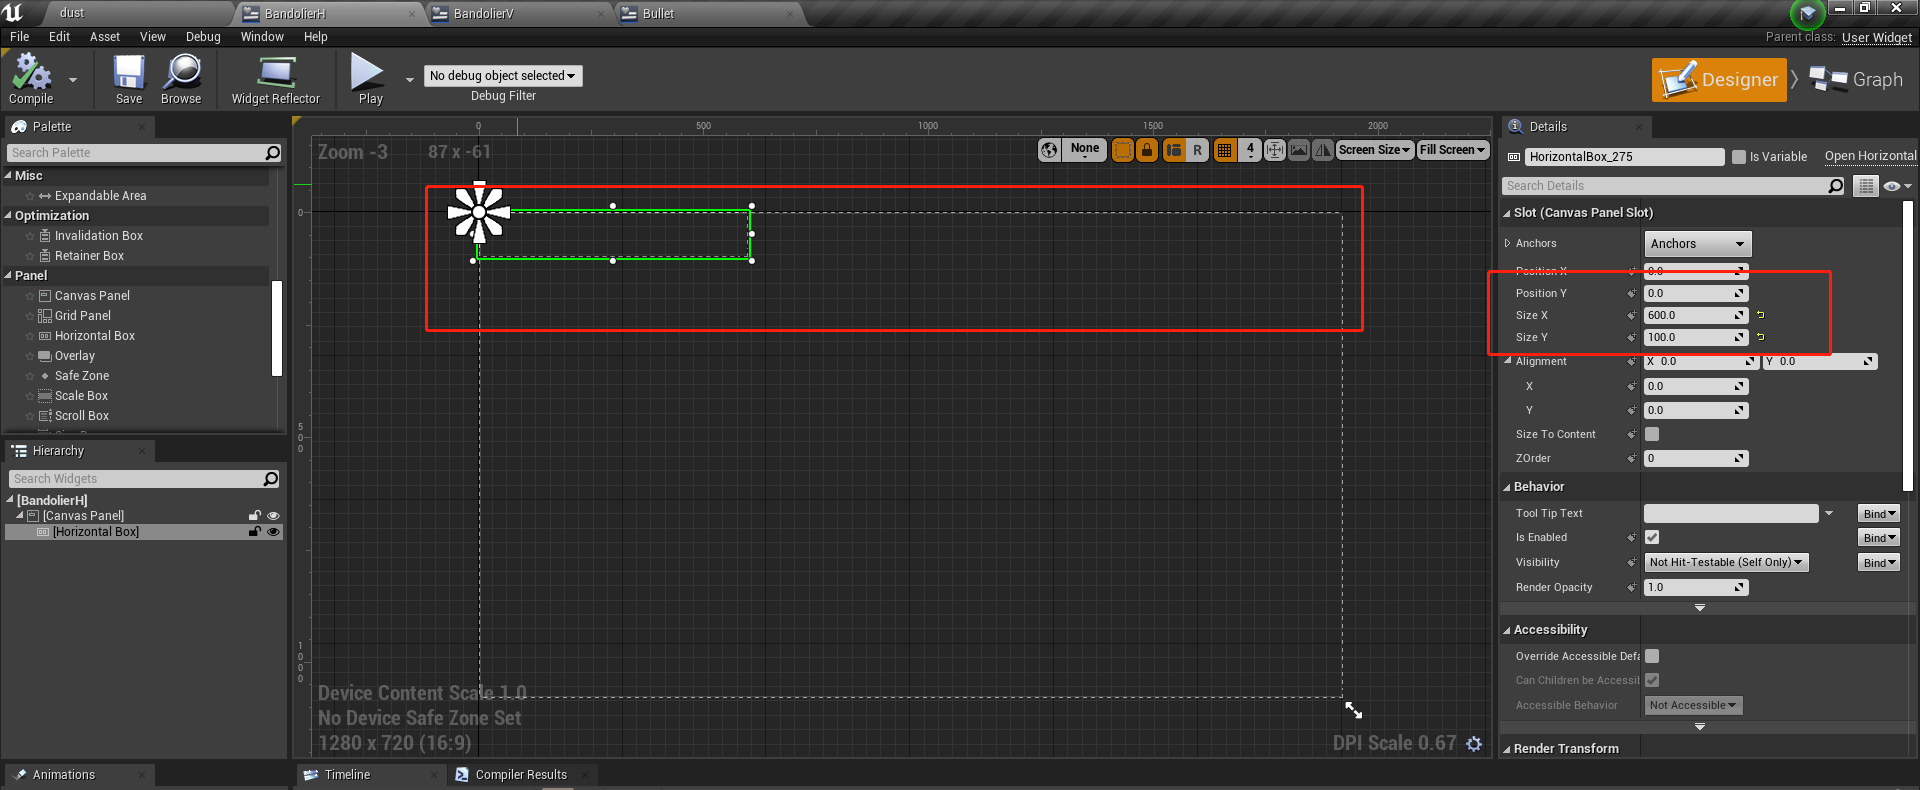 dust
BandolierH
BandolierV
Bullet
File Edit Asset View Debug Window Help
Parent class: User Widget
Compile
Save
Browse
Widget Reflector
Play
No debug object selected
Debug Filter
Designer
Graph
Palette
Search Palette
Misc
Expandable Area
Optimization
Invalidation Box
Retainer Box
Panel
Canvas Panel
Grid Panel
Horizontal Box
Overlay
Safe Zone
Scale Box
Scroll Box
Hierarchy
Search Widgets
[BandolierH]
[Canvas Panel]
[Horizontal Box]
Animations
0 500 1000 1500 2000
Zoom -3
87 x -61
None
R
4
Screen Size
Fill Screen
0
500
1000
Device Content Scale 1.0
No Device Safe Zone Set
1280 x 720 (16:9)
DPI Scale 0.67
Timeline
Compiler Results
Details
HorizontalBox_275
Is Variable
Open Horizontal
Search Details
Slot (Canvas Panel Slot)
Anchors Anchors
Position X 0.0
Position Y 0.0
Size X 600.0
Size Y 100.0
Alignment X 0.0 Y 0.0
X 0.0
Y 0.0
Size To Content
ZOrder 0
Behavior
Tool Tip Text Bind
Is Enabled Bind
Visibility Not Hit-Testable (Self Only) Bind
Render Opacity 1.0
Accessibility
Override Accessible Defa
Can Children be Accessib
Accessible Behavior Not Accessible
Render Transform